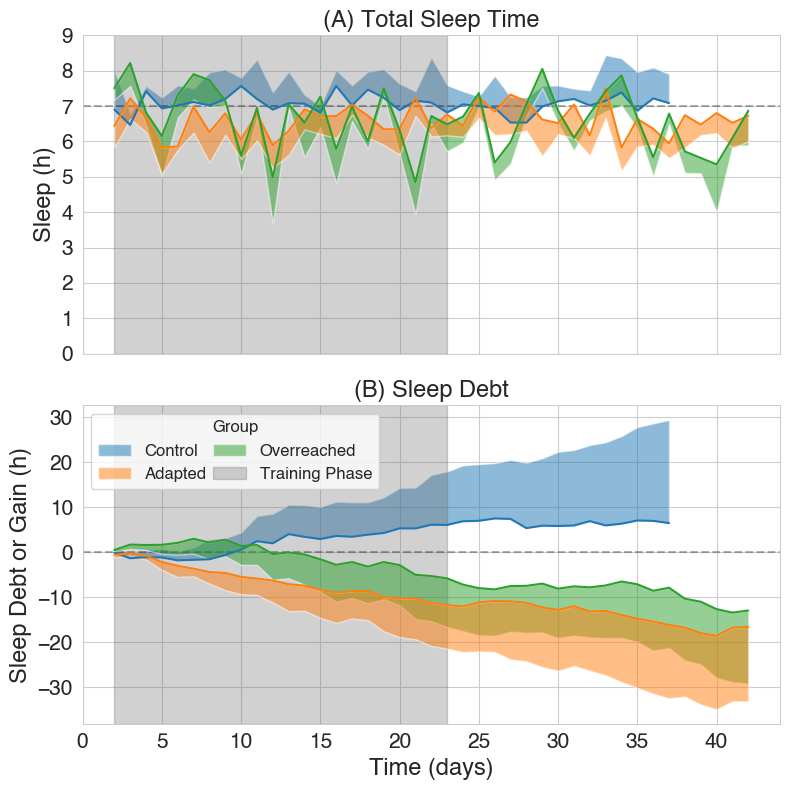 (A) Total Sleep Time
9
8
7
6
5
4
3
2
1
0
Sleep (h)
(B) Sleep Debt
30
20
10
0
−10
−20
−30
Sleep Debt or Gain (h)
Group
Control
Overreached
Adapted
Training Phase
0 5 10 15 20 25 30 35 40
Time (days)